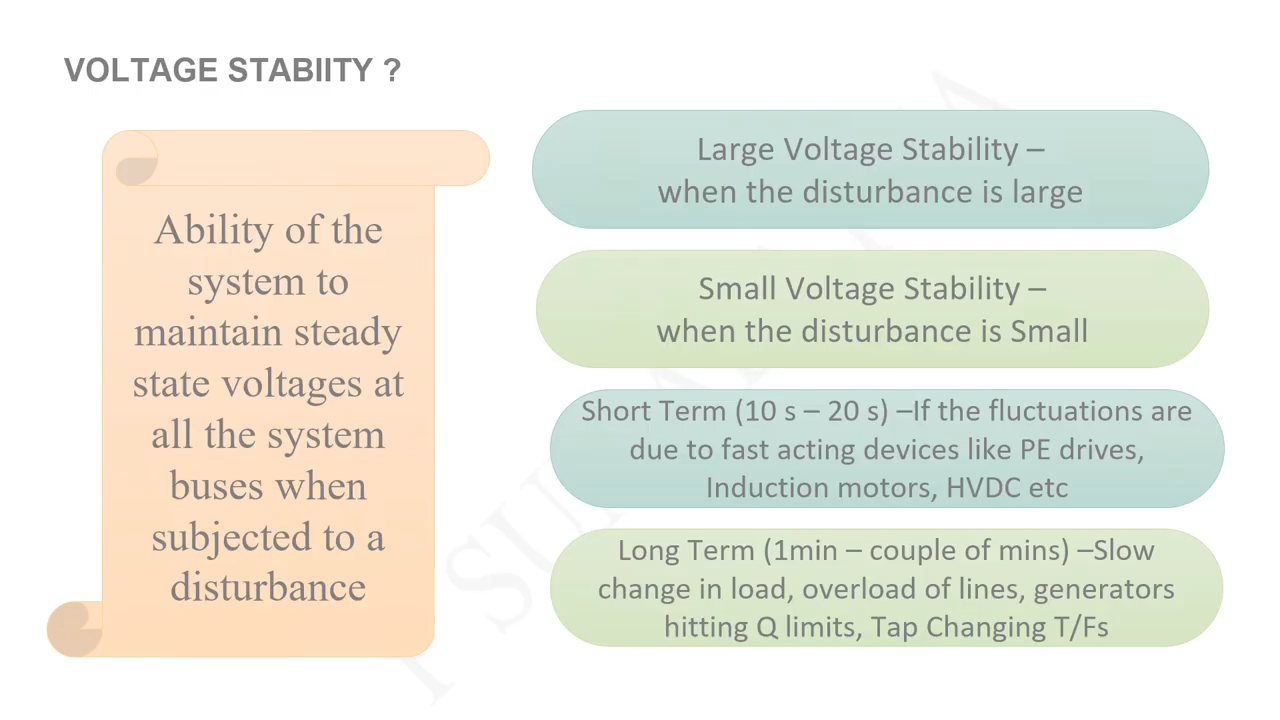 VOLTAGE STABIITY ?
Ability of the
system to
maintain steady
state voltages at
all the system
buses when
subjected to a
disturbance
Large Voltage Stability –
when the disturbance is large
Small Voltage Stability –
when the disturbance is Small
Short Term (10 s – 20 s) –If the fluctuations are
due to fast acting devices like PE drives,
Induction motors, HVDC etc
Long Term (1min – couple of mins) –Slow
change in load, overload of lines, generators
hitting Q limits, Tap Changing T/Fs